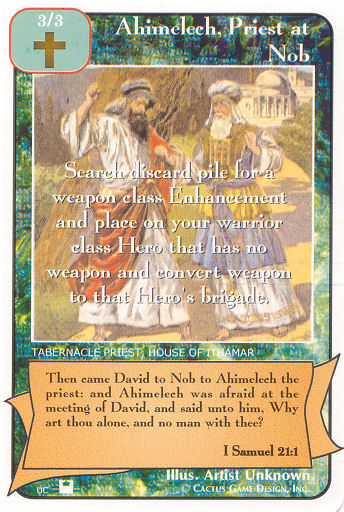 3/3
Ahimelech, Priest at
Nob
Search discard pile for a
weapon class Enhancement
and place on your warrior
class Hero that has no
weapon and convert weapon
to that Hero's brigade.
TABERNACLE PRIEST, HOUSE OF ITHAMAR
Then came David to Nob to Ahimelech the
priest: and Ahimelech was afraid at the
meeting of David, and said unto him, Why
art thou alone, and no man with thee?
I Samuel 21:1
Illus. Artist Unknown
© CACTUS GAME DESIGN, INC.
UC